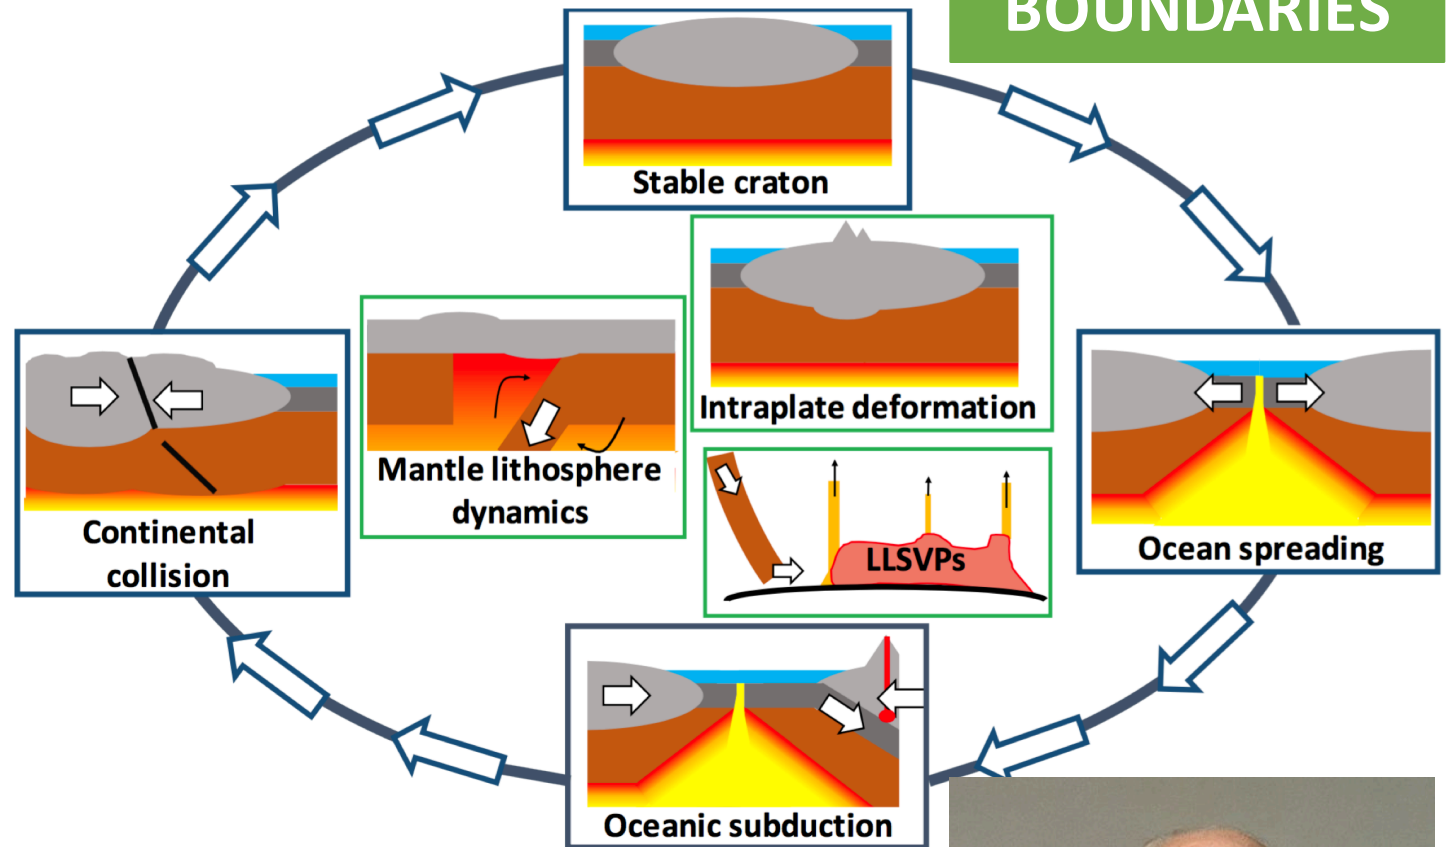 BOUNDARIES
Stable craton
Intraplate deformation
Mantle lithosphere
dynamics
Continental
collision
LLSVPs
Ocean spreading
Oceanic subduction